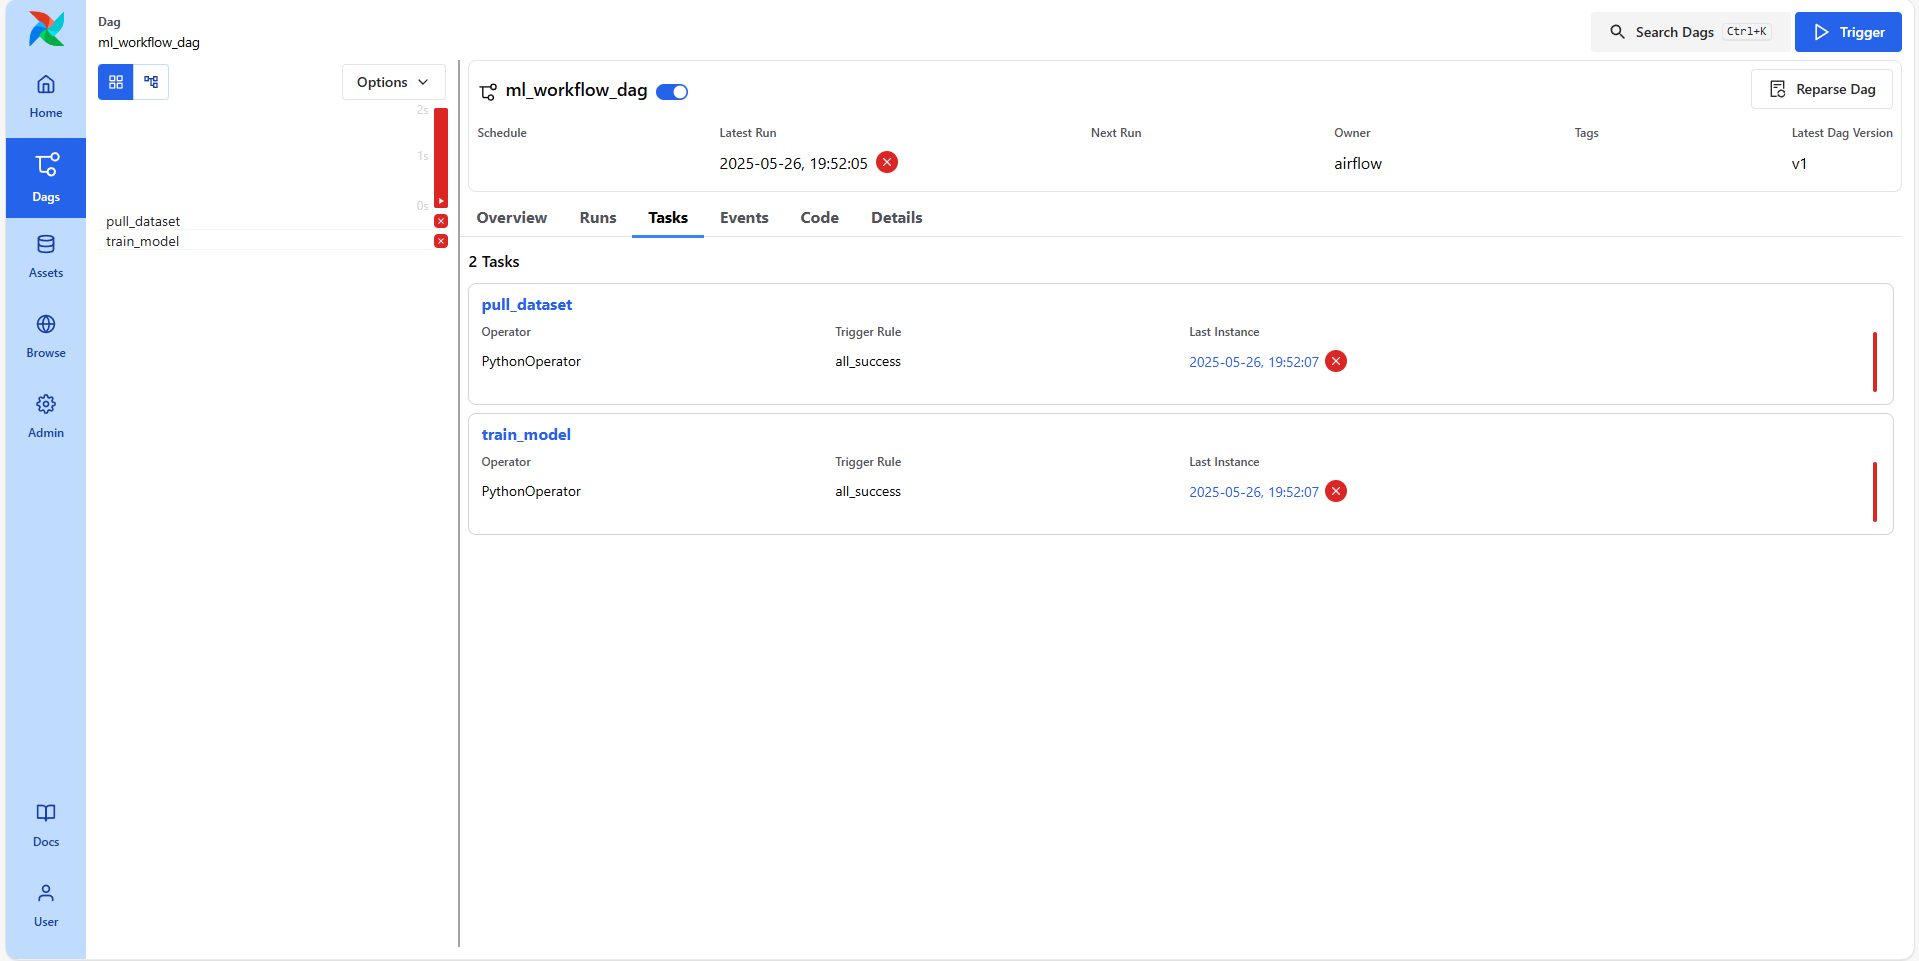 Home
Dags
Assets
Browse
Admin
Docs
User
Dag
ml_workflow_dag
Search Dags Ctrl+K
Trigger
Options
2s
1s
0s
pull_dataset
train_model
ml_workflow_dag
Reparse Dag
Schedule Latest Run Next Run Owner Tags Latest Dag Version
2025-05-26, 19:52:05 airflow v1
Overview Runs Tasks Events Code Details
2 Tasks
pull_dataset
Operator Trigger Rule Last Instance
PythonOperator all_success 2025-05-26, 19:52:07
train_model
Operator Trigger Rule Last Instance
PythonOperator all_success 2025-05-26, 19:52:07